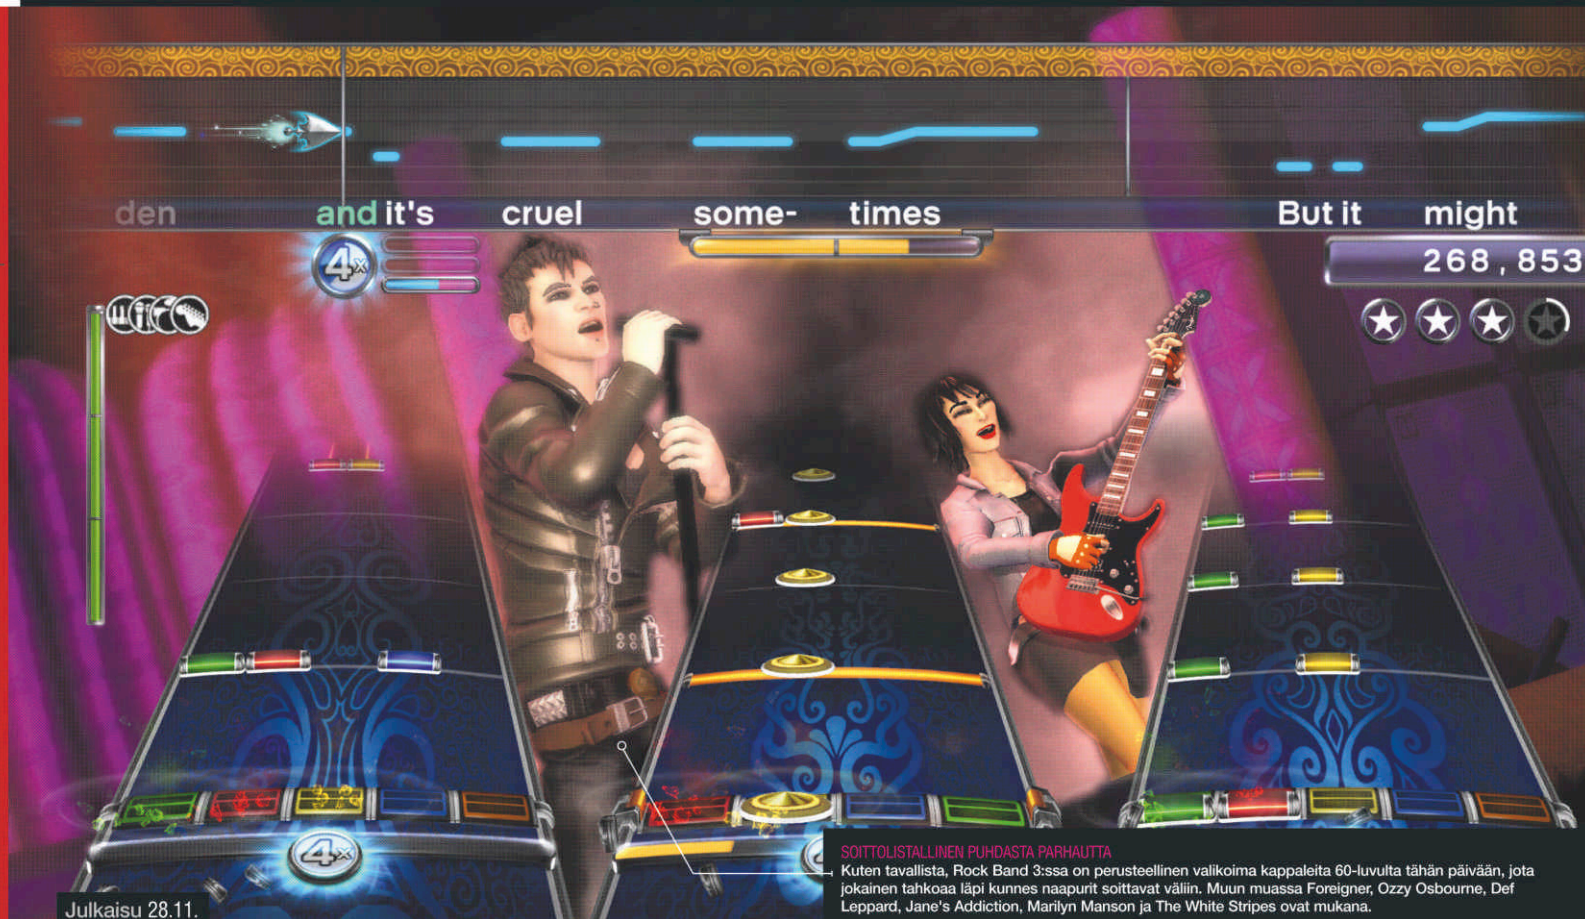 den and it's cruel some- times But it might
4x
268,853
4x
4
SOITTOLISTALLINEN PUHDASTA PARHAUTTA
Kuten tavallista, Rock Band 3:ssa on perusteellinen valikoima kappaleita 60-luvulta tähän päivään, jota
jokainen tahkoaa läpi kunnes naapurit soittavat väliin. Muun muassa Foreigner, Ozzy Osbourne, Def
Leppard, Jane's Addiction, Marilyn Manson ja The White Stripes ovat mukana.
Julkaisu 28.11.